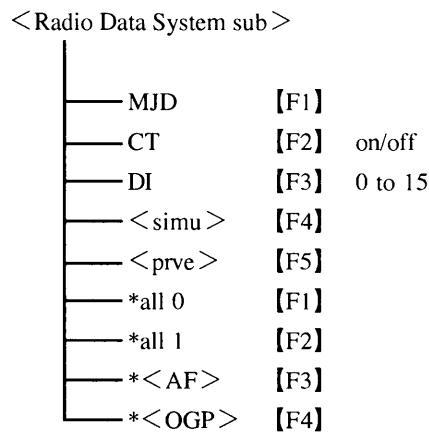 ＜Radio Data System sub＞
MJD 【F1】
CT 【F2】 on/off
DI 【F3】 0 to 15
＜simu＞ 【F4】
＜prve＞ 【F5】
*all 0 【F1】
*all 1 【F2】
*＜AF＞ 【F3】
*＜OGP＞ 【F4】